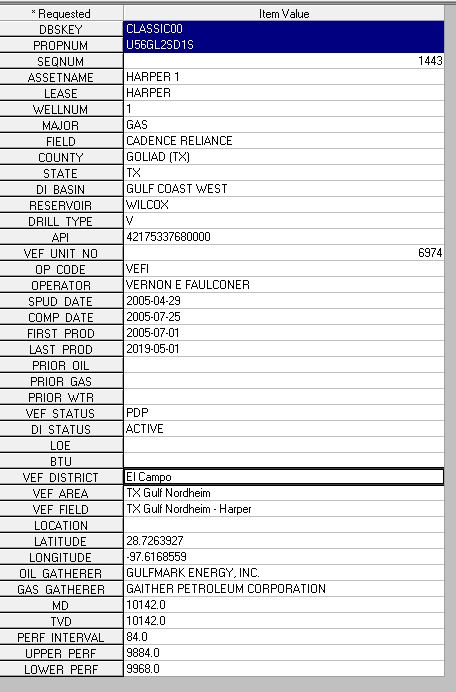 * Requested Item Value
DBSKEY CLASSIC00
PROPNUM U56GL2SD1S
SEQNUM 1443
ASSETNAME HARPER 1
LEASE HARPER
WELLNUM 1
MAJOR GAS
FIELD CADENCE RELIANCE
COUNTY GOLIAD (TX)
STATE TX
DI BASIN GULF COAST WEST
RESERVOIR WILCOX
DRILL TYPE V
API 42175337680000
VEF UNIT NO 6974
OP CODE VEFI
OPERATOR VERNON E FAULCONER
SPUD DATE 2005-04-29
COMP DATE 2005-07-25
FIRST PROD 2005-07-01
LAST PROD 2019-05-01
PRIOR OIL
PRIOR GAS
PRIOR WTR
VEF STATUS PDP
DI STATUS ACTIVE
LOE
BTU
VEF DISTRICT El Campo
VEF AREA TX Gulf Nordheim
VEF FIELD TX Gulf Nordheim - Harper
LOCATION
LATITUDE 28.7263927
LONGITUDE -97.6168559
OIL GATHERER GULFMARK ENERGY, INC.
GAS GATHERER GAITHER PETROLEUM CORPORATION
MD 10142.0
TVD 10142.0
PERF INTERVAL 84.0
UPPER PERF 9884.0
LOWER PERF 9968.0